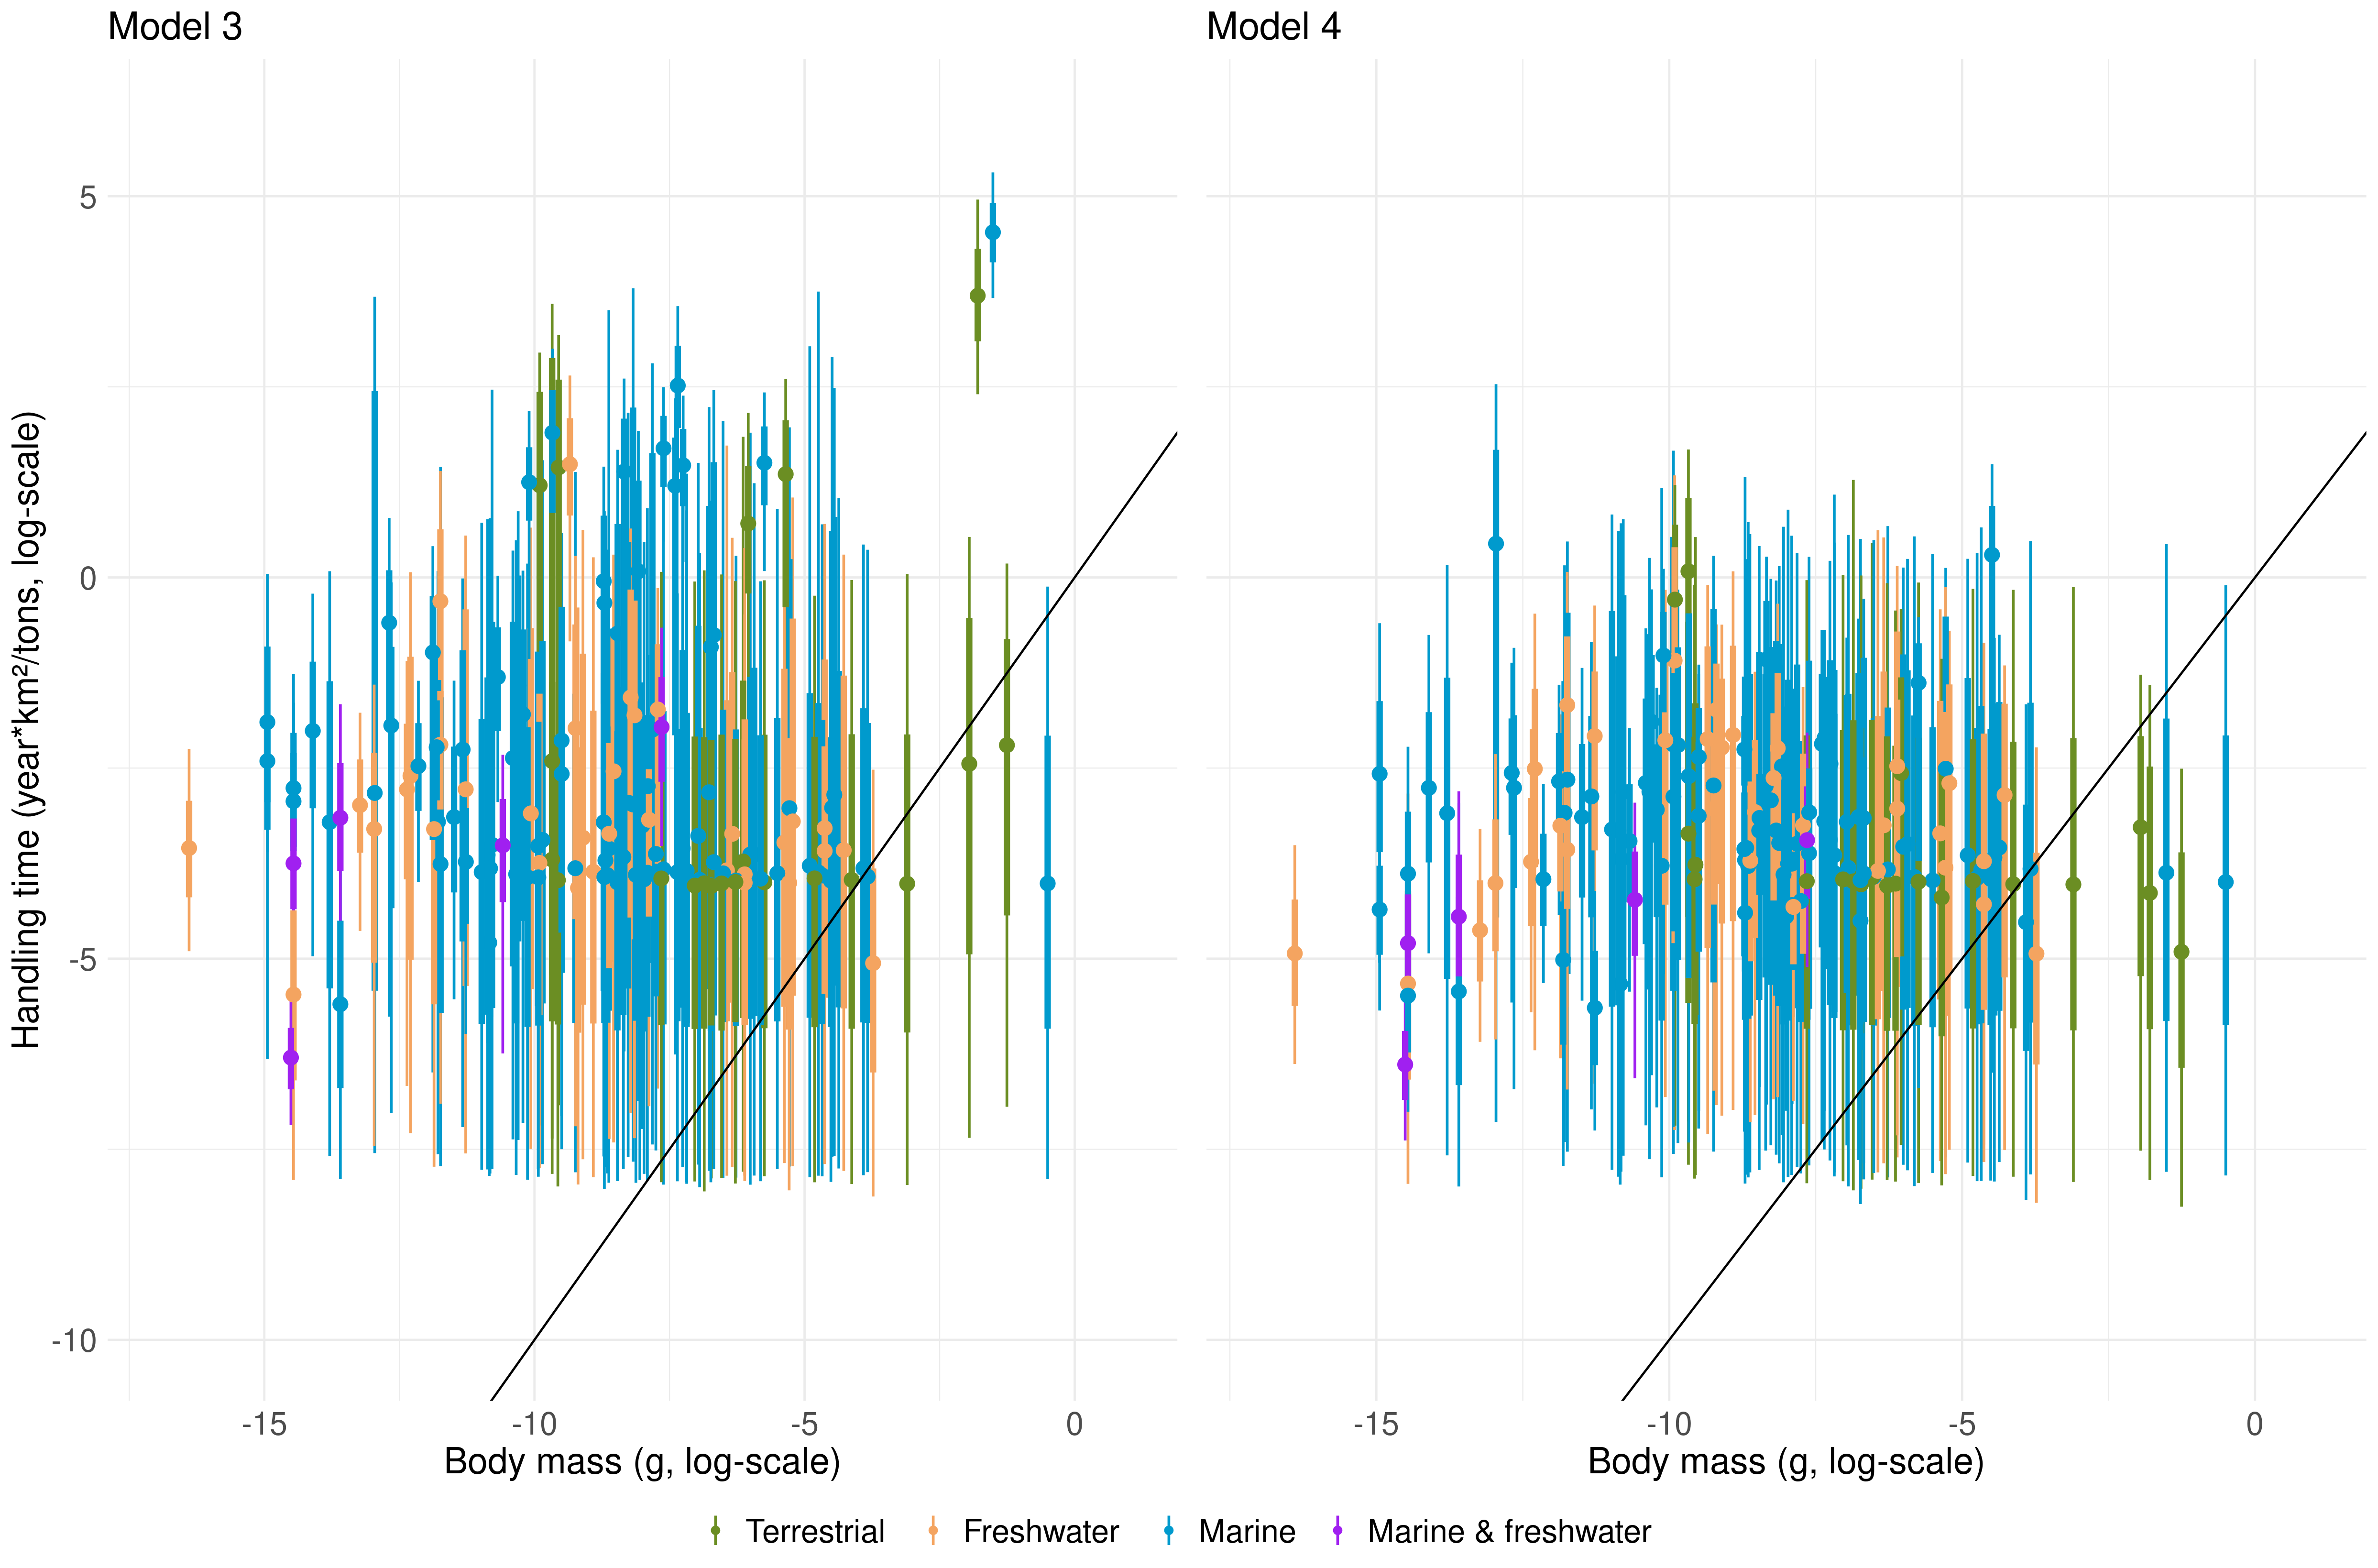 Model 3
Model 4
Handling time (year*km²/tons, log-scale)
5
0
-5
-10
-15
-10
-5
0
-15
-10
-5
0
Body mass (g, log-scale)
Body mass (g, log-scale)
Terrestrial
Freshwater
Marine
Marine & freshwater